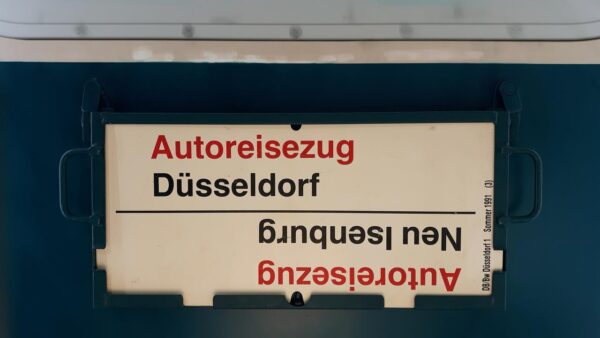 Autoreisezug
Düsseldorf
Neu Isenburg
Autoreisezug
DB/Bw Düsseldorf 1 Sommer 1991 (3)